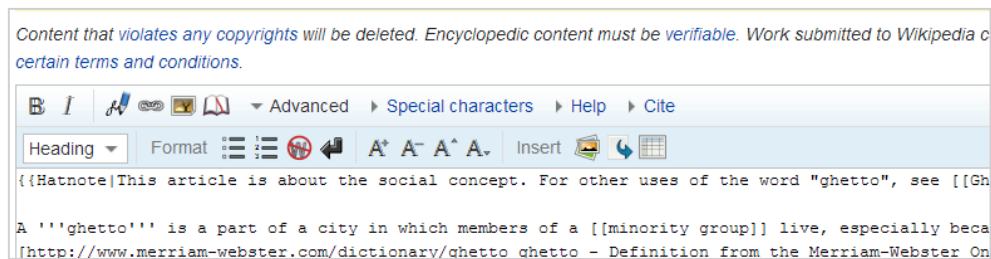 Content that violates any copyrights will be deleted. Encyclopedic content must be verifiable. Work submitted to Wikipedia c
certain terms and conditions.
B I Advanced Special characters Help Cite
Heading Format A+ A- A^ A Insert
{{Hatnote|This article is about the social concept. For other uses of the word "ghetto", see [[Gh
A '''ghetto''' is a part of a city in which members of a [[minority group]] live, especially beca
[http://www.merriam-webster.com/dictionary/ghetto ghetto - Definition from the Merriam-Webster On